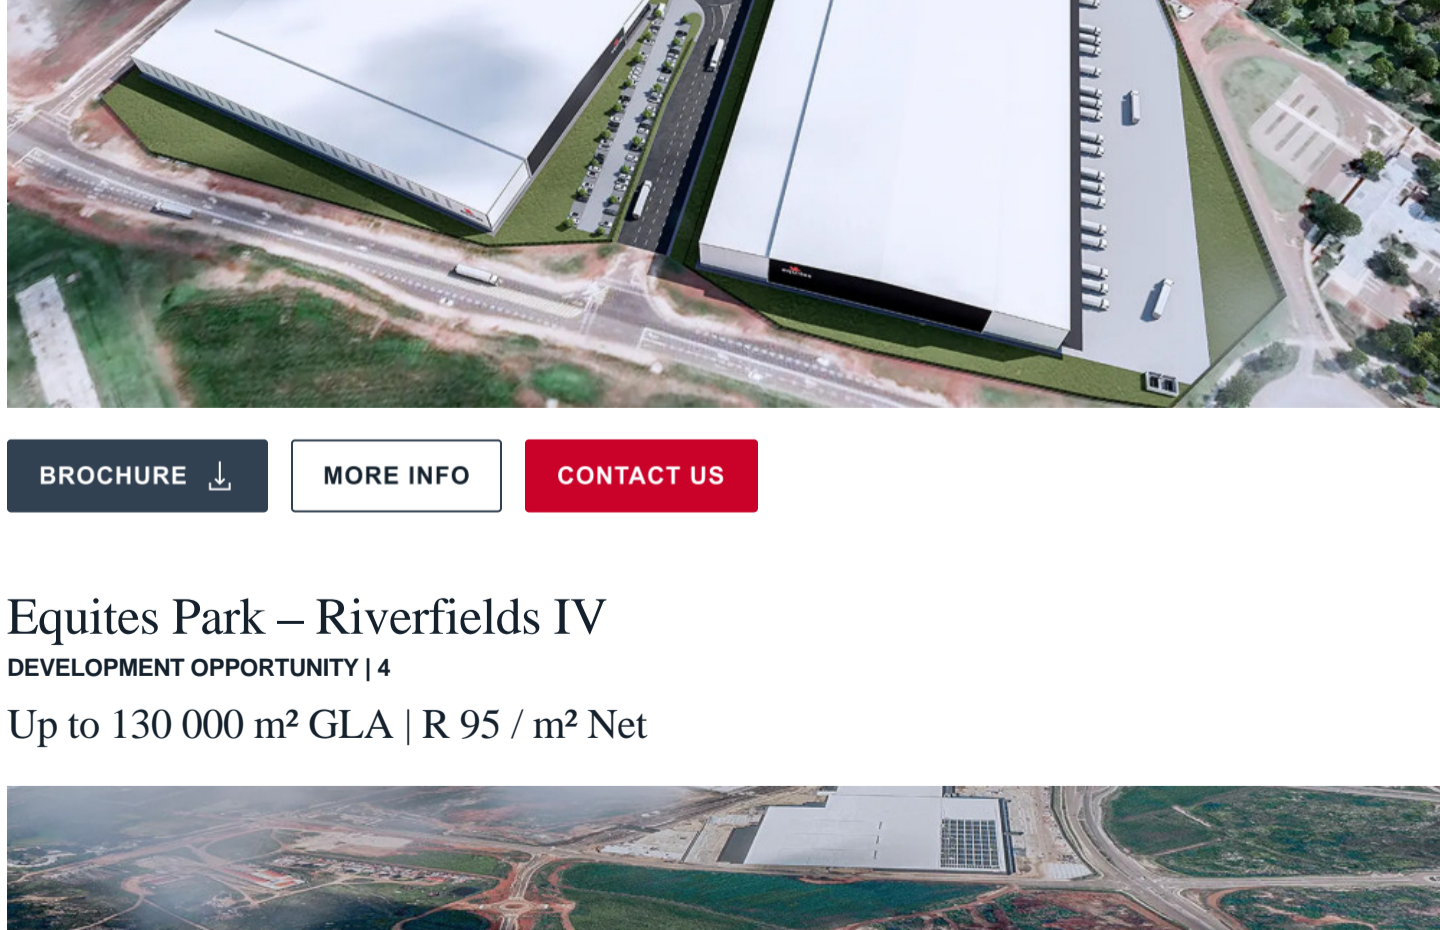 BROCHURE
MORE INFO
CONTACT US
Equites Park – Riverfields IV
DEVELOPMENT OPPORTUNITY | 4
Up to 130 000 m² GLA | R 95 / m² Net